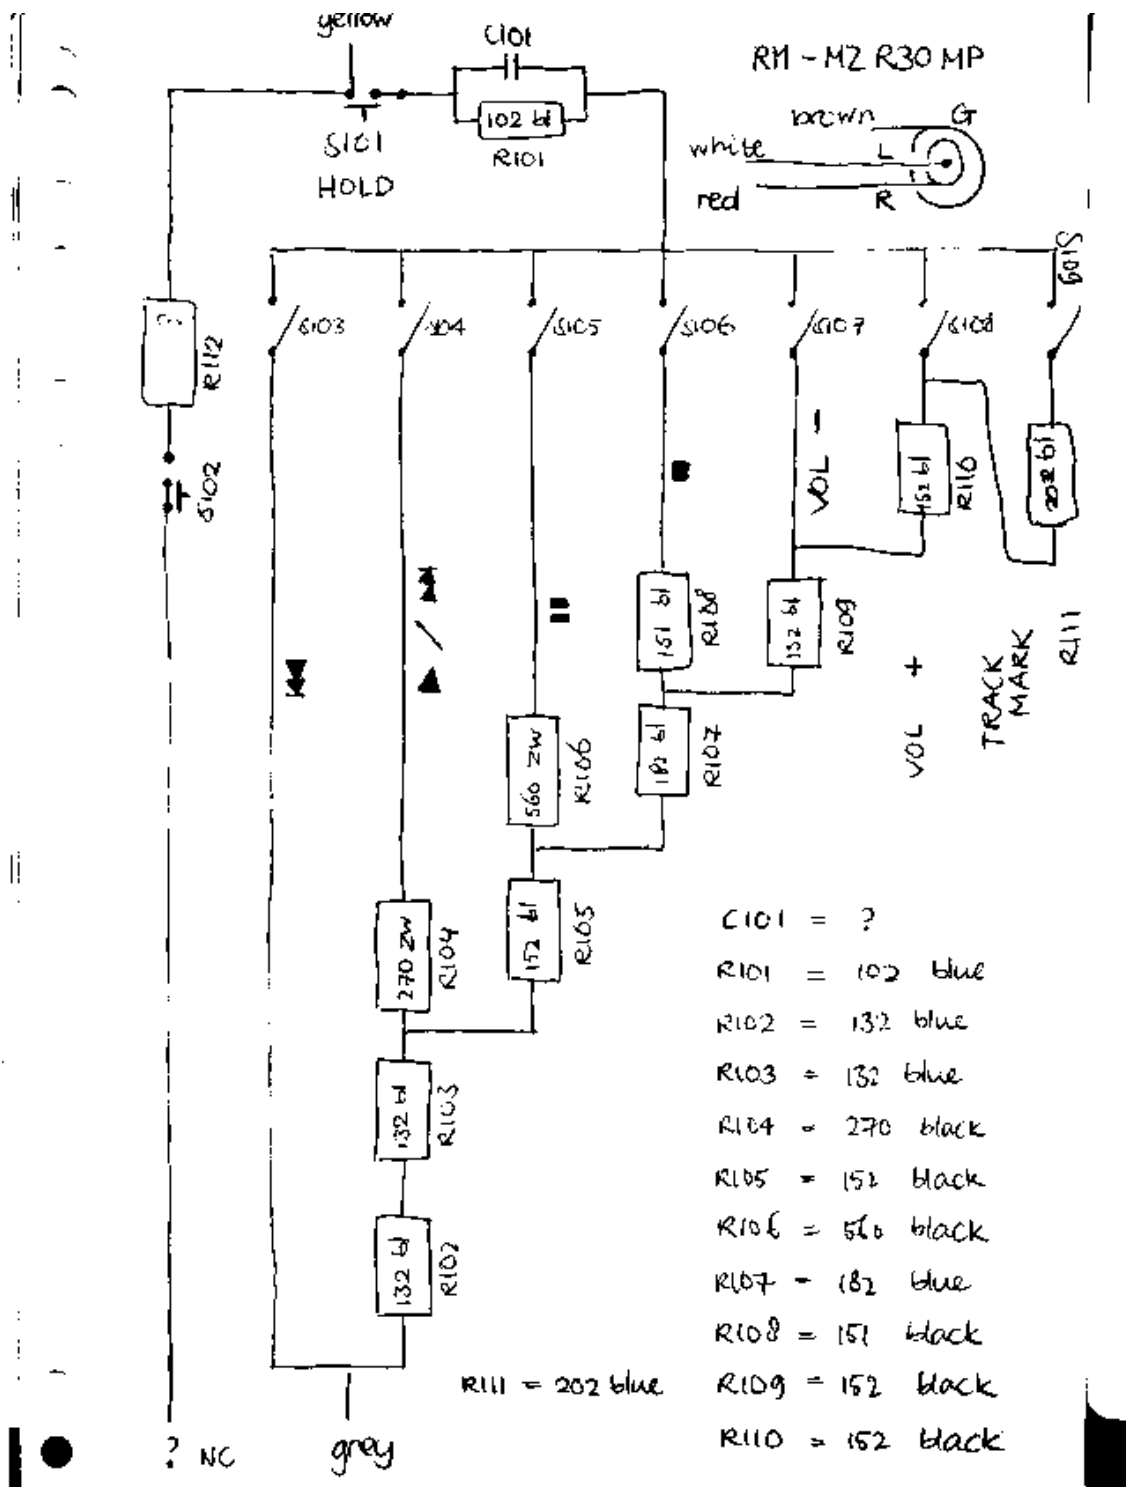 yellow
C101
RM - MZ R30 MP
102 bl
R101
S101
HOLD
brown
G
white
L
red
R
S103
S104
S105
S106
S107
S108
S109
?
R112
S102
VOL -
152 bl
R110
202 bl
R111
151 bl
R108
152 bl
R109
VOL +
TRACK
MARK
560 ZW
R106
182 bl
R107
270 ZW
R104
152 bl
R105
132 bl
R103
132 bl
R102
C101 = ?
R101 = 102 blue
R102 = 132 blue
R103 = 132 blue
R104 = 270 black
R105 = 152 black
R106 = 560 black
R107 = 182 blue
R108 = 151 black
R111 = 202 blue
R109 = 152 black
R110 = 152 black
? NC
grey